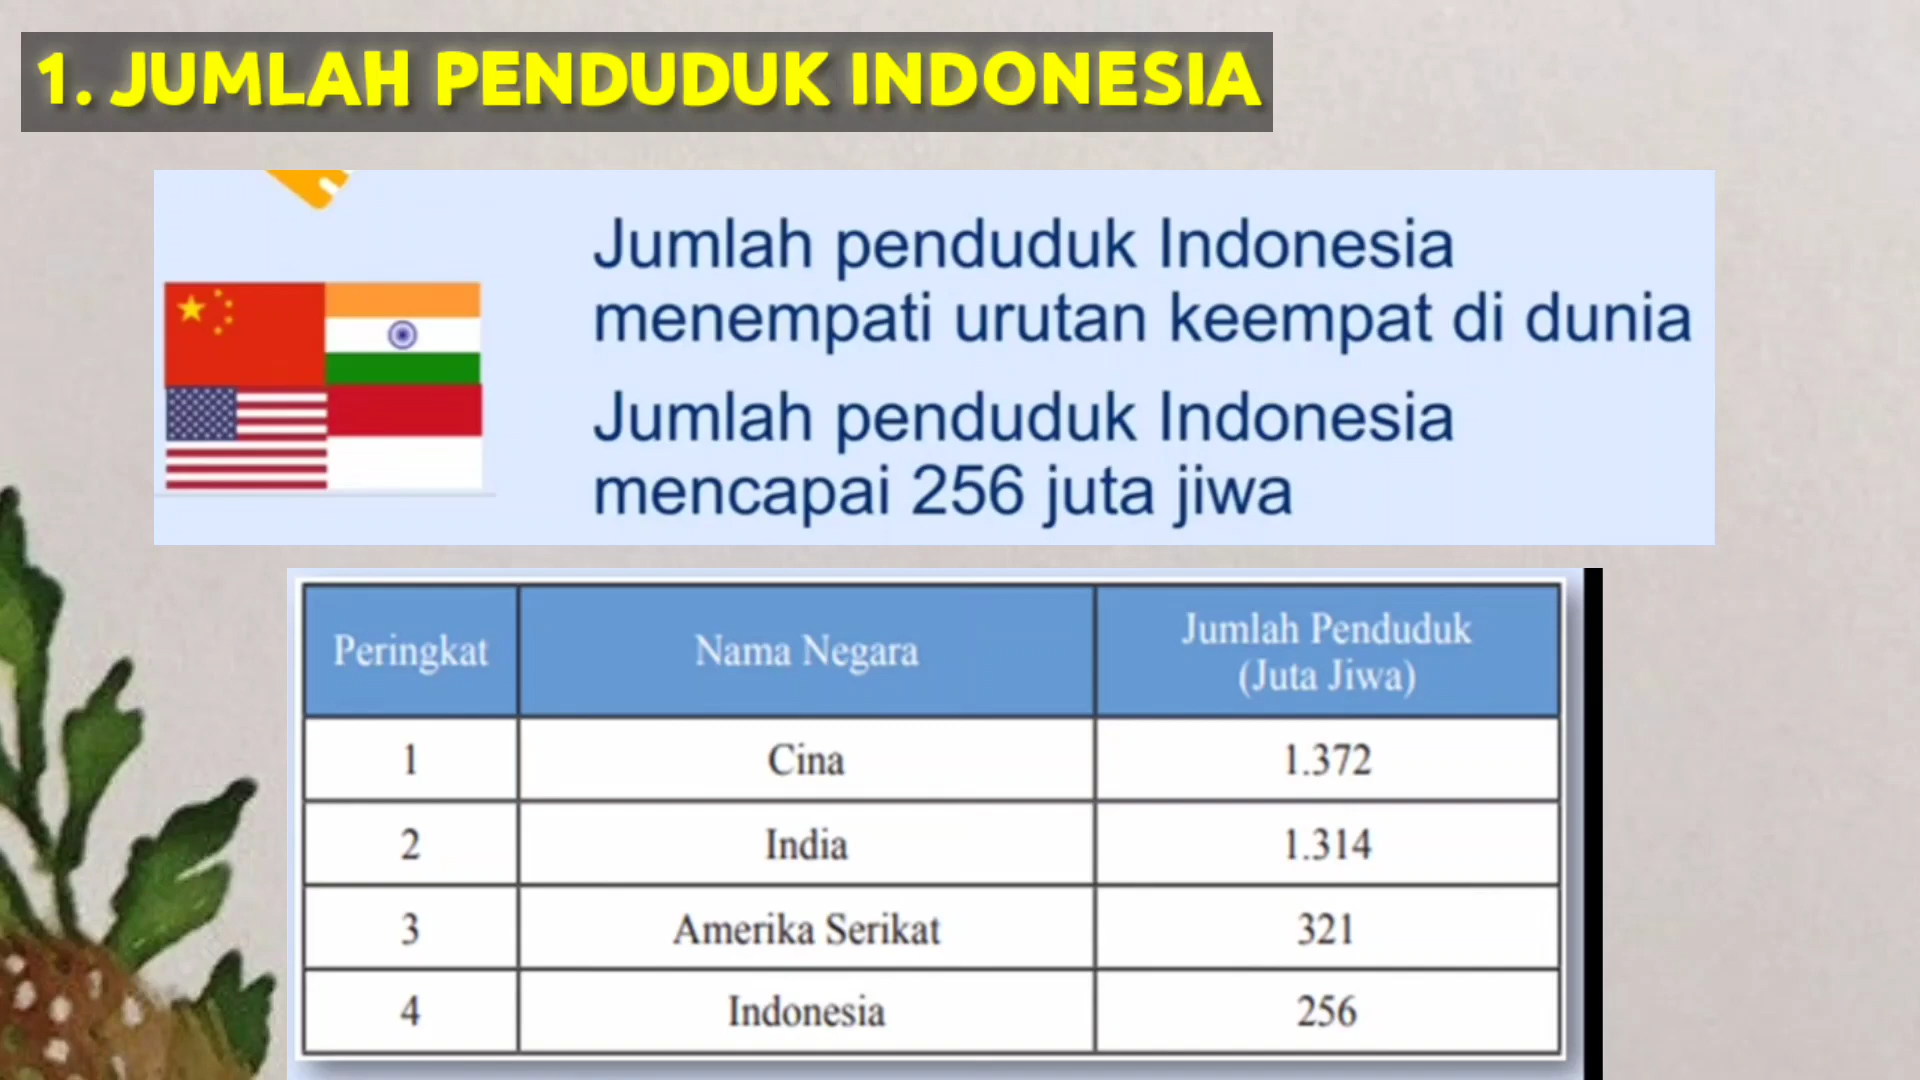 1. JUMLAH PENDUDUK INDONESIA
Jumlah penduduk Indonesia
menempati urutan keempat di dunia
Jumlah penduduk Indonesia
mencapai 256 juta jiwa
Peringkat Nama Negara Jumlah Penduduk
(Juta Jiwa)
1 Cina 1.372
2 India 1.314
3 Amerika Serikat 321
4 Indonesia 256